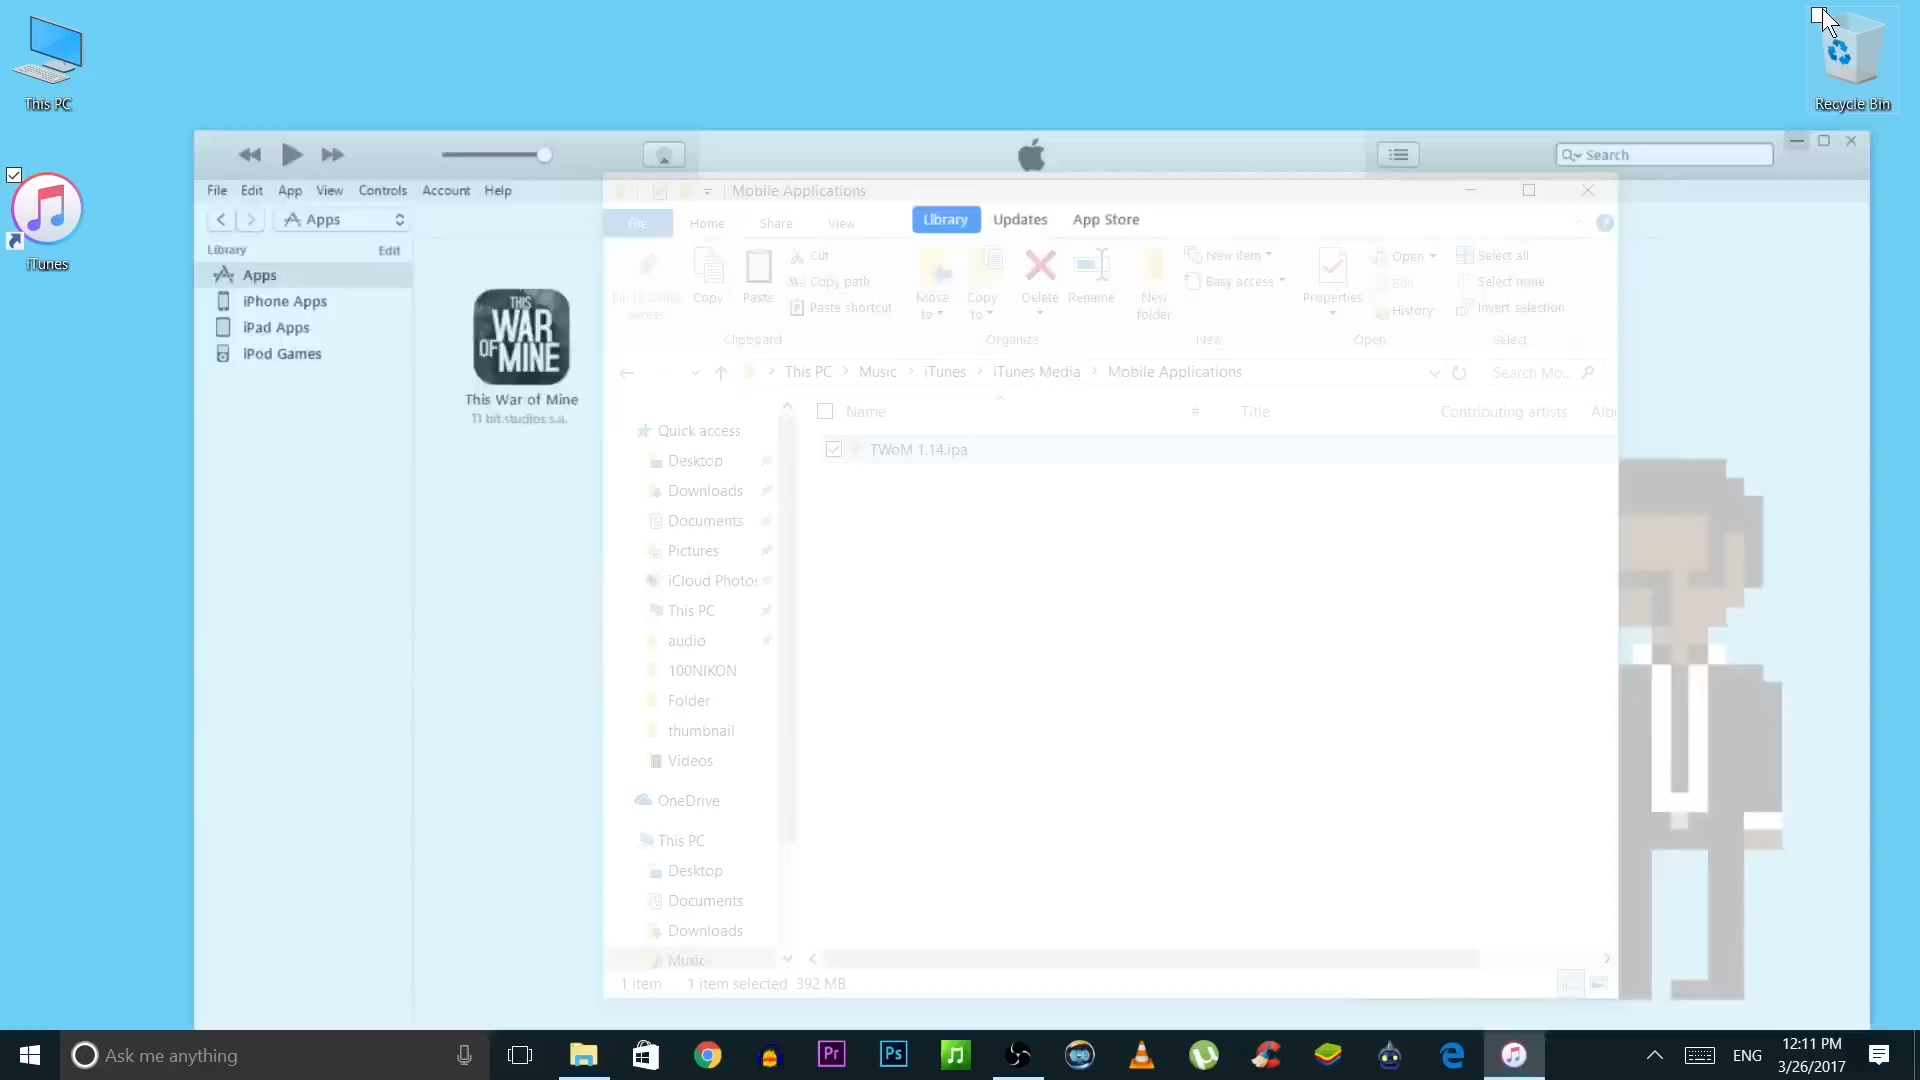 This PC
Recycle Bin
iTunes
Search
File Edit App View Controls Account Help
Apps
Library Edit
Apps
iPhone Apps
iPad Apps
iPod Games
THIS
WAR
OF MINE
This War of Mine
11 bit studios s.a.
Mobile Applications
File Home Share View
Library Updates App Store
Copy
Paste
Cut
Copy path
Paste shortcut
Clipboard
Move to
Copy to
Delete
Rename
Organize
New folder
New item
Easy access
New
Properties
Open
Edit
History
Open
Select all
Select none
Invert selection
Select
This PC Music iTunes iTunes Media Mobile Applications
Search Mo...
Name # Title Contributing artists
TWoM 1.14.ipa
Quick access
Desktop
Downloads
Documents
Pictures
iCloud Photos
This PC
audio
100NIKON
Folder
thumbnail
Videos
OneDrive
This PC
Desktop
Documents
Downloads
Music
1 item 1 item selected 392 MB
Ask me anything
Pr
Ps
ENG
12:11 PM
3/26/2017